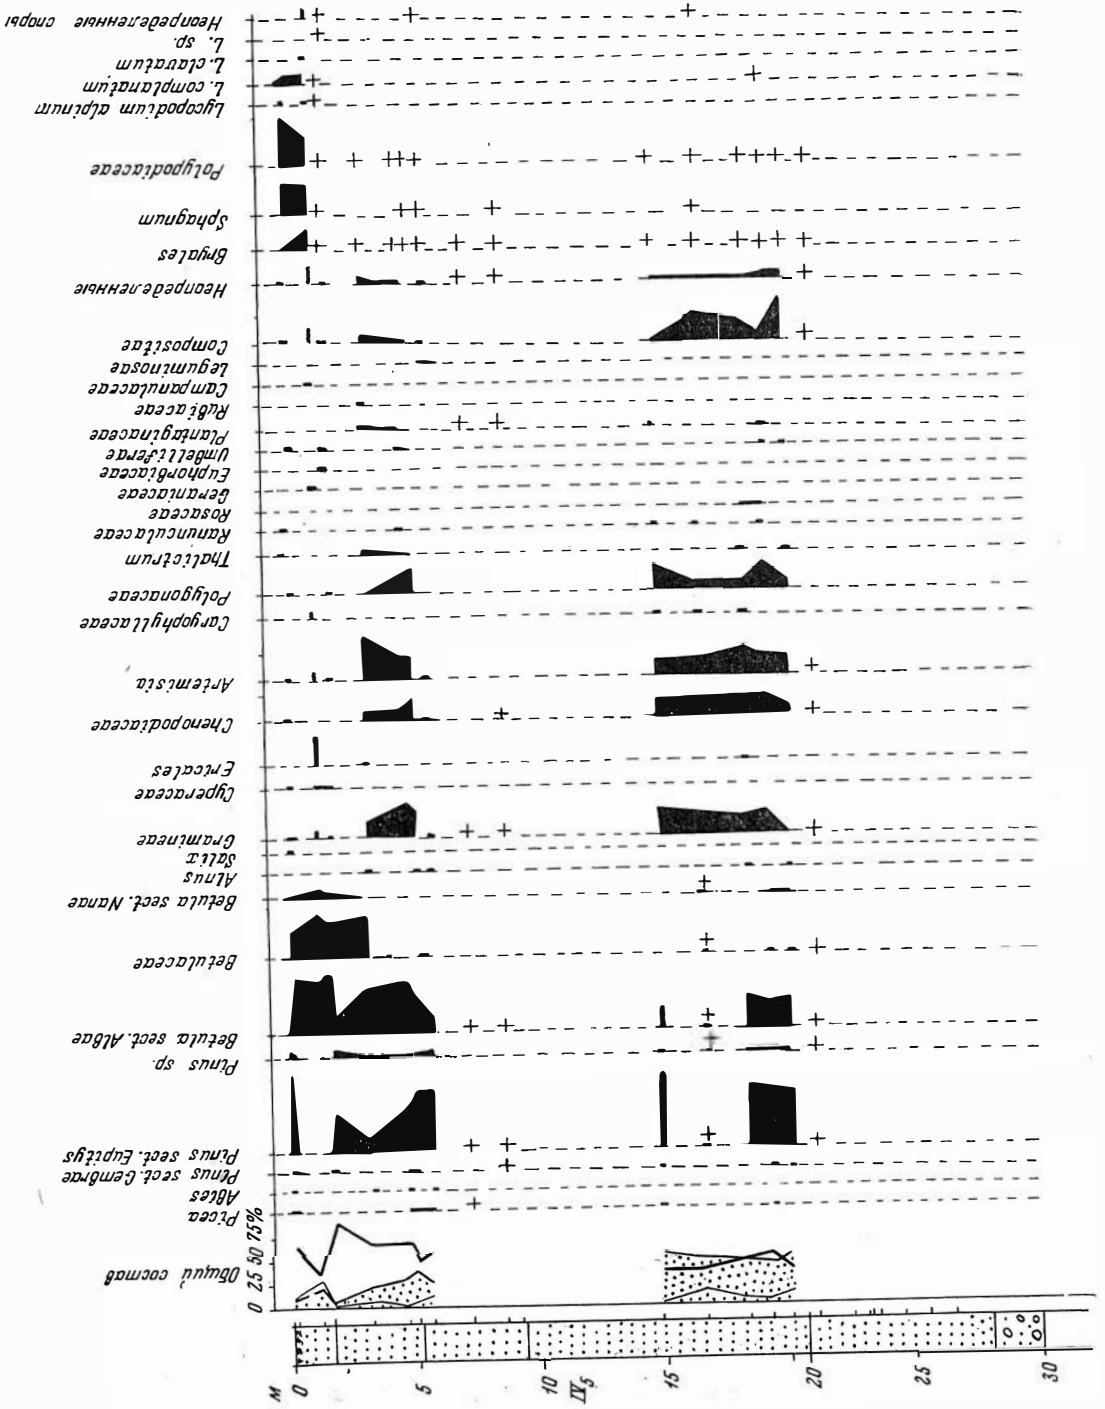 Неопределенные споры
L. sp.
L. clavatum
L. complanatum
Lycopodium alpinum
Polypodiaceae
Sphagnum
Bryales
Неопределенные
Compositae
Leguminosae
Campanulaceae
Rubiaceae
Plantaginaceae
Umbelliferae
Euphorbiaceae
Geraniaceae
Rosaceae
Ranunculaceae
Thalictrum
Polygonaceae
Caryophyllaceae
Artemisia
Chenopodiaceae
Ericales
Cyperaceae
Gramineae
Salix
Alnus
Betula sect. Nanae
Betulaceae
Betula sect. Albae
Pinus sp.
Pinus sect. Eupitys
Pinus sect. Cembrae
Abies
Picea
Общий состав
0 25 50 75%
м 0 5 10 15 20 25 30
IV5